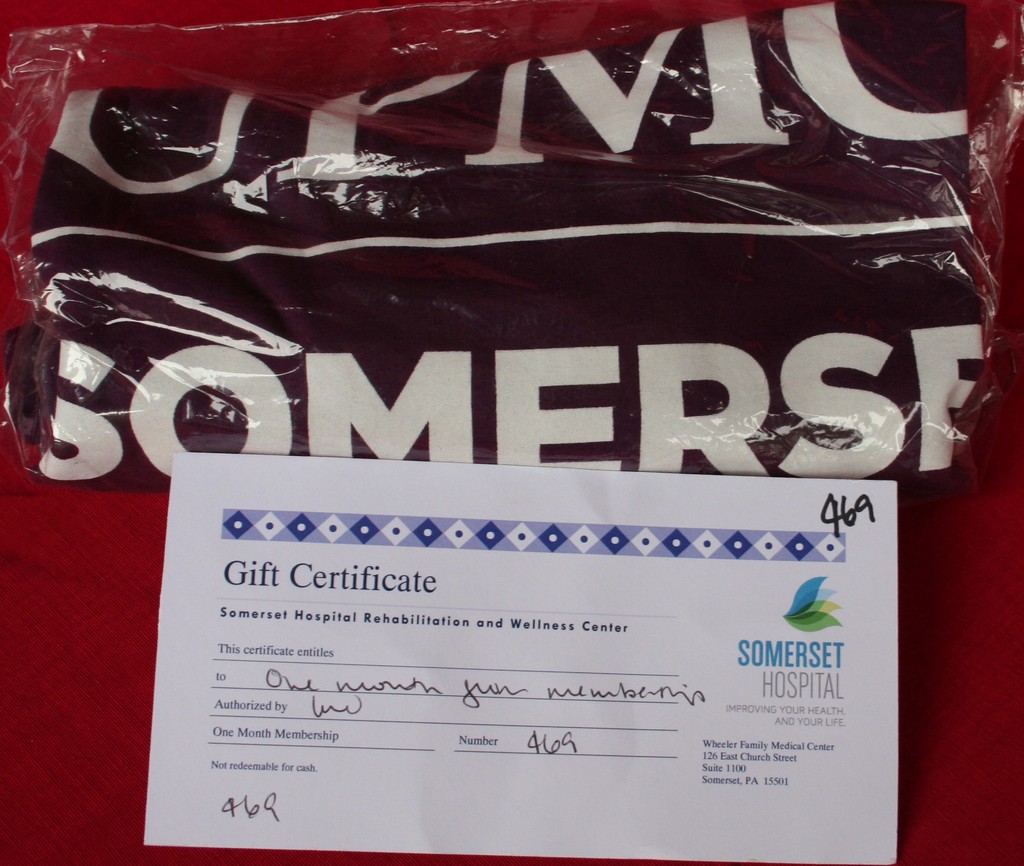 UPMC
SOMERSE
469
Gift Certificate
Somerset Hospital Rehabilitation and Wellness Center
This certificate entitles
to One month gym membership
Authorized by
One Month Membership
Number 469
Not redeemable for cash.
469
SOMERSET
HOSPITAL
IMPROVING YOUR HEALTH,
AND YOUR LIFE.
Wheeler Family Medical Center
126 East Church Street
Suite 1100
Somerset, PA 15501